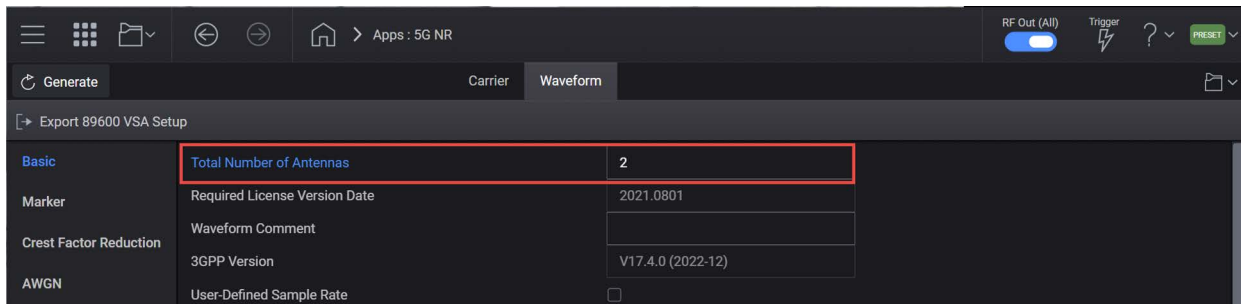 RF Out (All) Trigger
Apps : 5G NR ? PRESET
Generate Carrier Waveform
Export 89600 VSA Setup
Basic Total Number of Antennas 2
Marker Required License Version Date 2021.0801
Waveform Comment
Crest Factor Reduction
3GPP Version V17.4.0 (2022-12)
AWGN
User-Defined Sample Rate